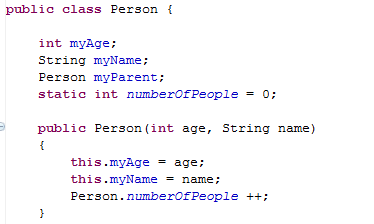 public class Person {
int myAge;
String myName;
Person myParent;
static int numberOfPeople = 0;
public Person(int age, String name)
{
this.myAge = age;
this.myName = name;
Person.numberOfPeople ++;
}